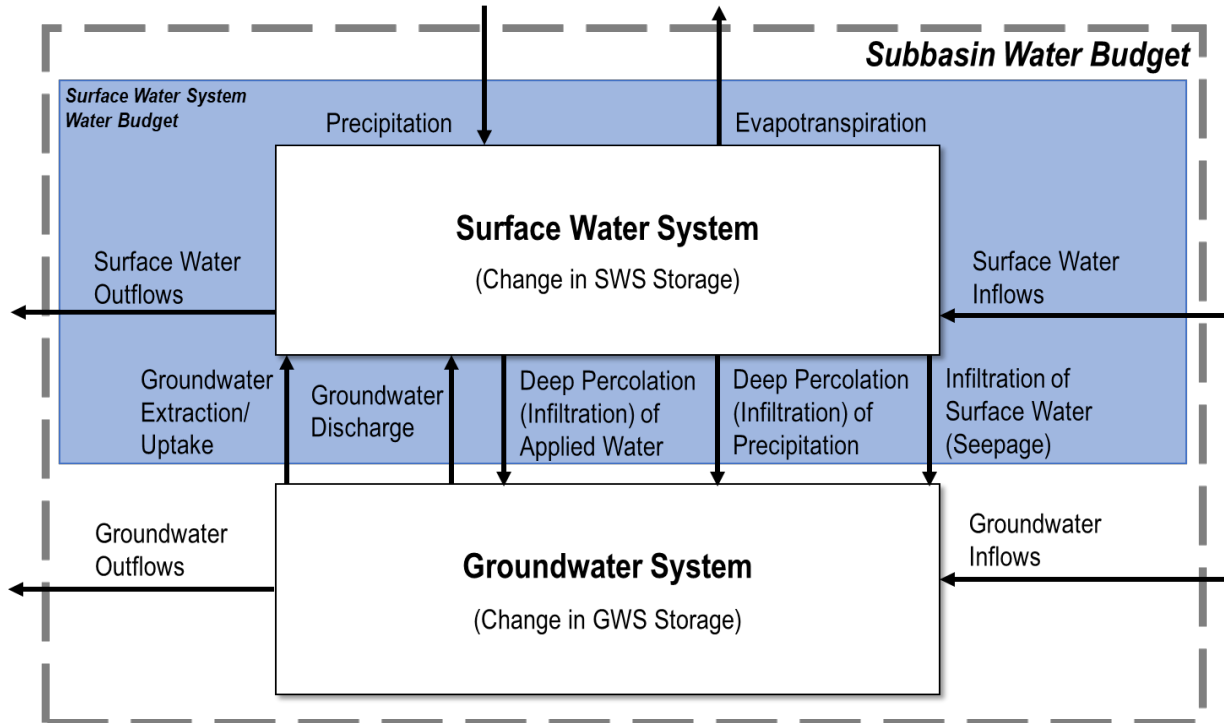 Subbasin Water Budget
Surface Water System
Water Budget
Precipitation
Evapotranspiration
Surface Water System
(Change in SWS Storage)
Surface Water
Outflows
Surface Water
Inflows
Groundwater
Extraction/
Uptake
Groundwater
Discharge
Deep Percolation
(Infiltration) of
Applied Water
Deep Percolation
(Infiltration) of
Precipitation
Infiltration of
Surface Water
(Seepage)
Groundwater
Outflows
Groundwater System
(Change in GWS Storage)
Groundwater
Inflows